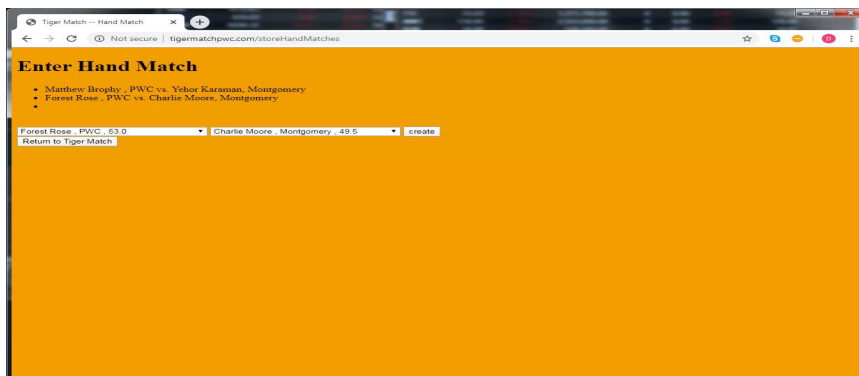 Tiger Match -- Hand Match
Not secure | tigermatchpwc.com/storeHandMatches
Enter Hand Match
Matthew Brophy , PWC vs. Yehor Karaman, Montgomery
Forest Rose , PWC vs. Charlie Moore, Montgomery
Forest Rose , PWC , 53.0 Charlie Moore , Montgomery , 49.5 create
Return to Tiger Match